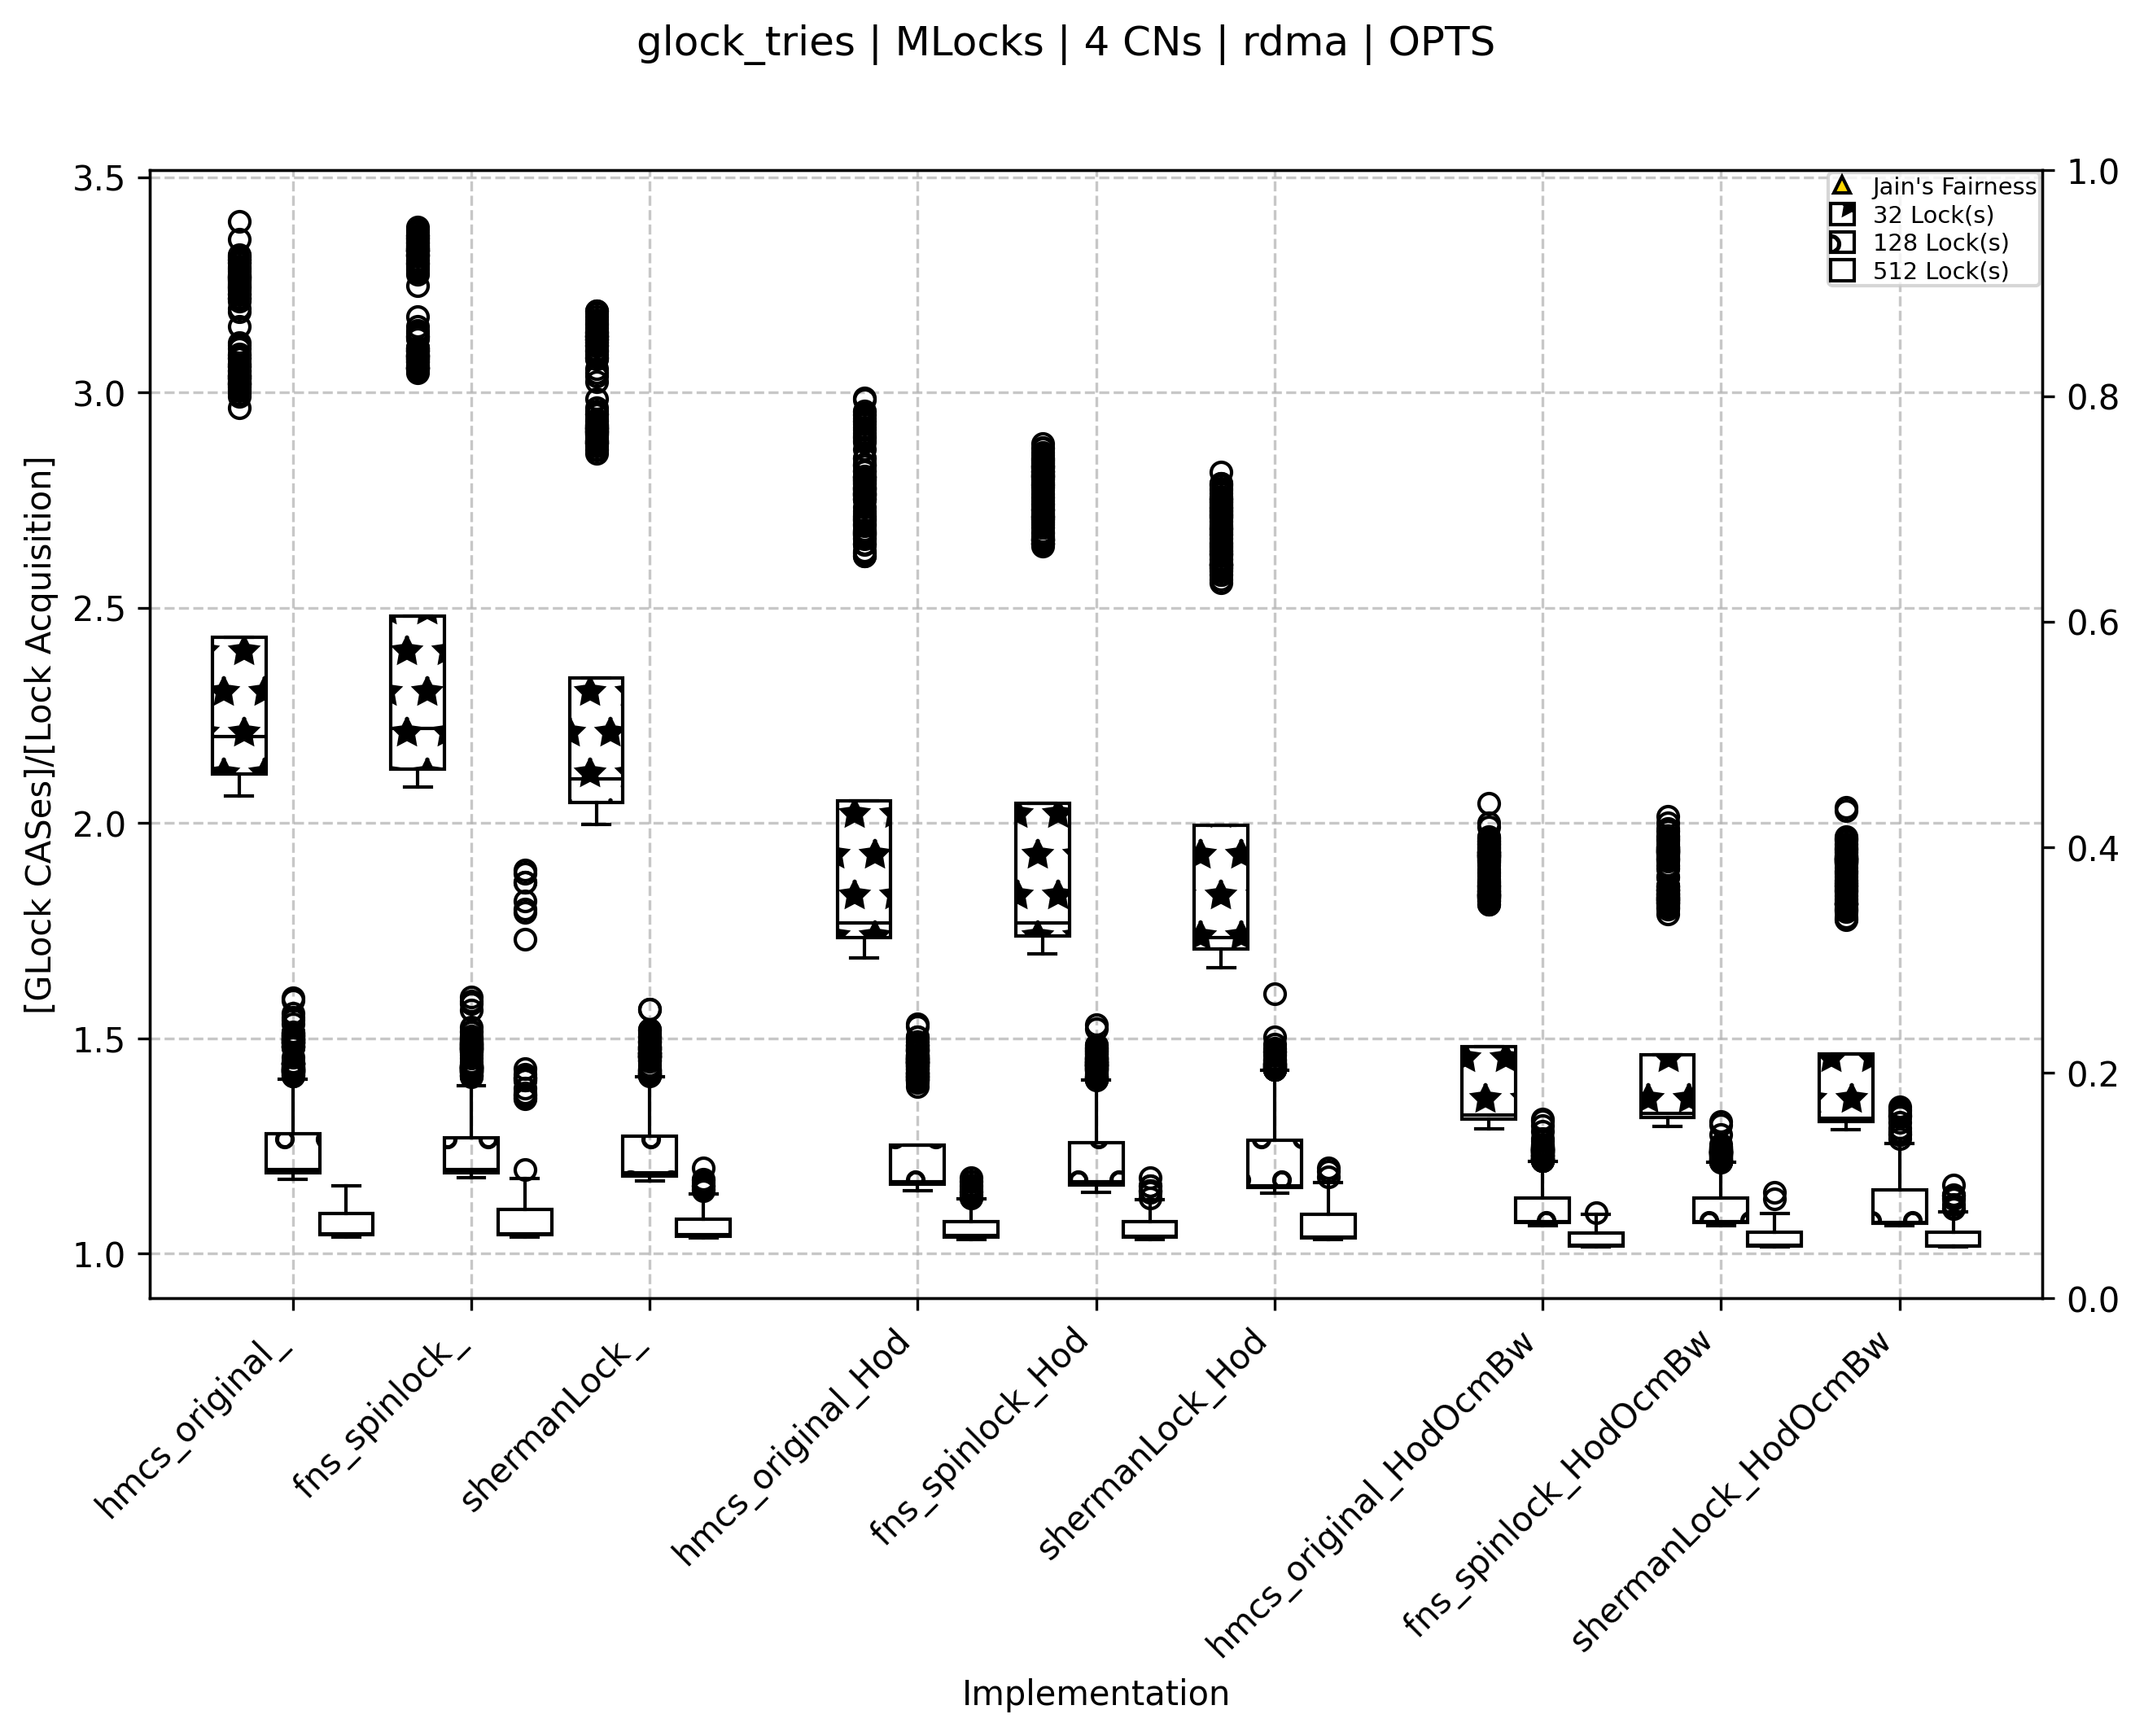 glock_tries | MLocks | 4 CNs | rdma | OPTS
3.5
3.0
2.5
2.0
1.5
1.0
[GLock CASes]/[Lock Acquisition]
1.0
0.8
0.6
0.4
0.2
0.0
Jain's Fairness
32 Lock(s)
128 Lock(s)
512 Lock(s)
hmcs_original_
fns_spinlock_
shermanLock_
hmcs_original_Hod
fns_spinlock_Hod
shermanLock_Hod
hmcs_original_HodOcmBw
fns_spinlock_HodOcmBw
shermanLock_HodOcmBw
Implementation